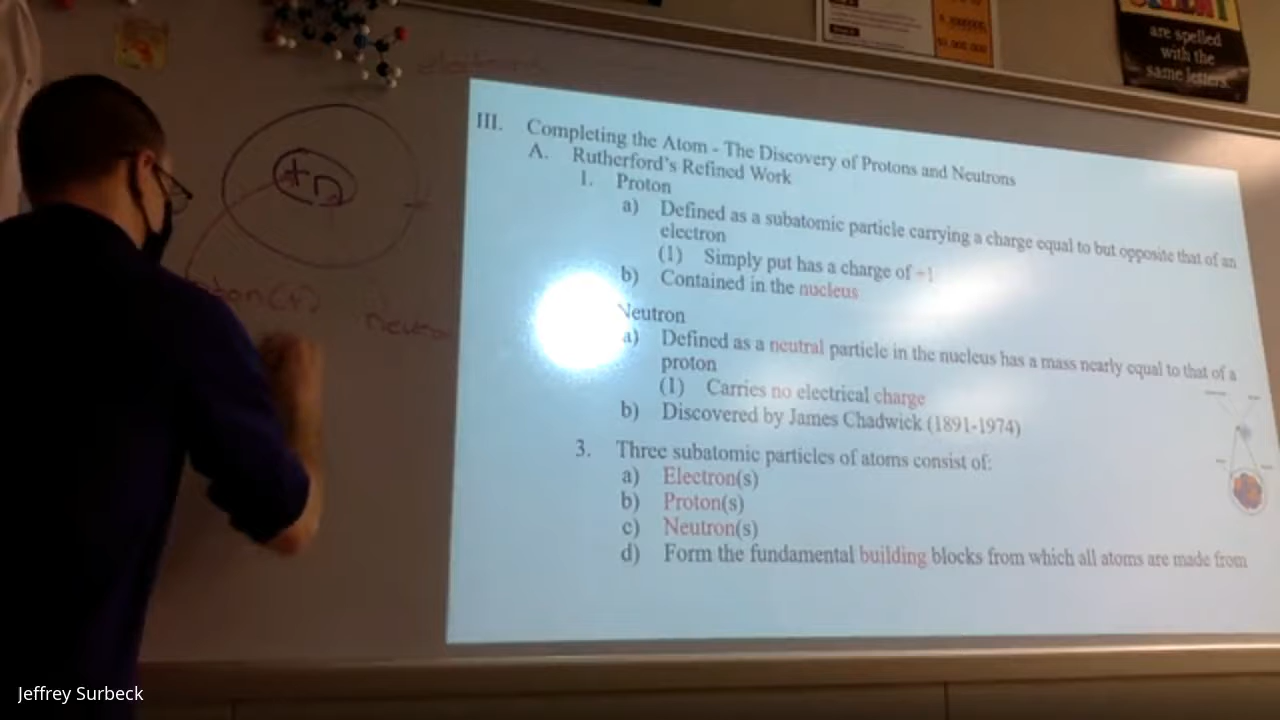 are spelled
with the
same letters.
III. Completing the Atom - The Discovery of Protons and Neutrons
A. Rutherford's Refined Work
1. Proton
a) Defined as a subatomic particle carrying a charge equal to but opposite that of an
electron
(1) Simply put has a charge of +1
b) Contained in the nucleus
Neutron
a) Defined as a neutral particle in the nucleus has a mass nearly equal to that of a
proton
(1) Carries no electrical charge
b) Discovered by James Chadwick (1891-1974)
3. Three subatomic particles of atoms consist of:
a) Electron(s)
b) Proton(s)
c) Neutron(s)
d) Form the fundamental building blocks from which all atoms are made from
+n
Jeffrey Surbeck